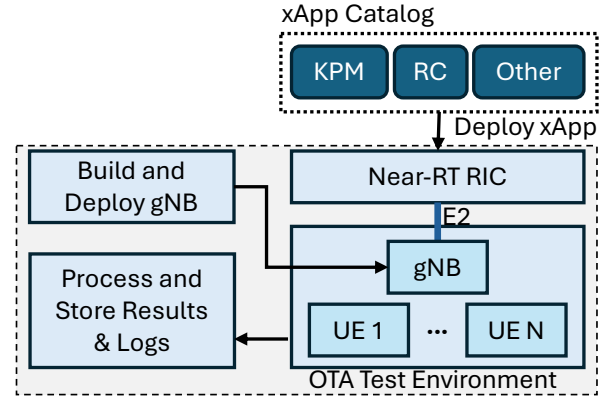 xApp Catalog
KPM
RC
Other
Deploy xApp
Build and
Deploy gNB
Near-RT RIC
E2
gNB
Process and
Store Results
& Logs
UE 1
...
UE N
OTA Test Environment